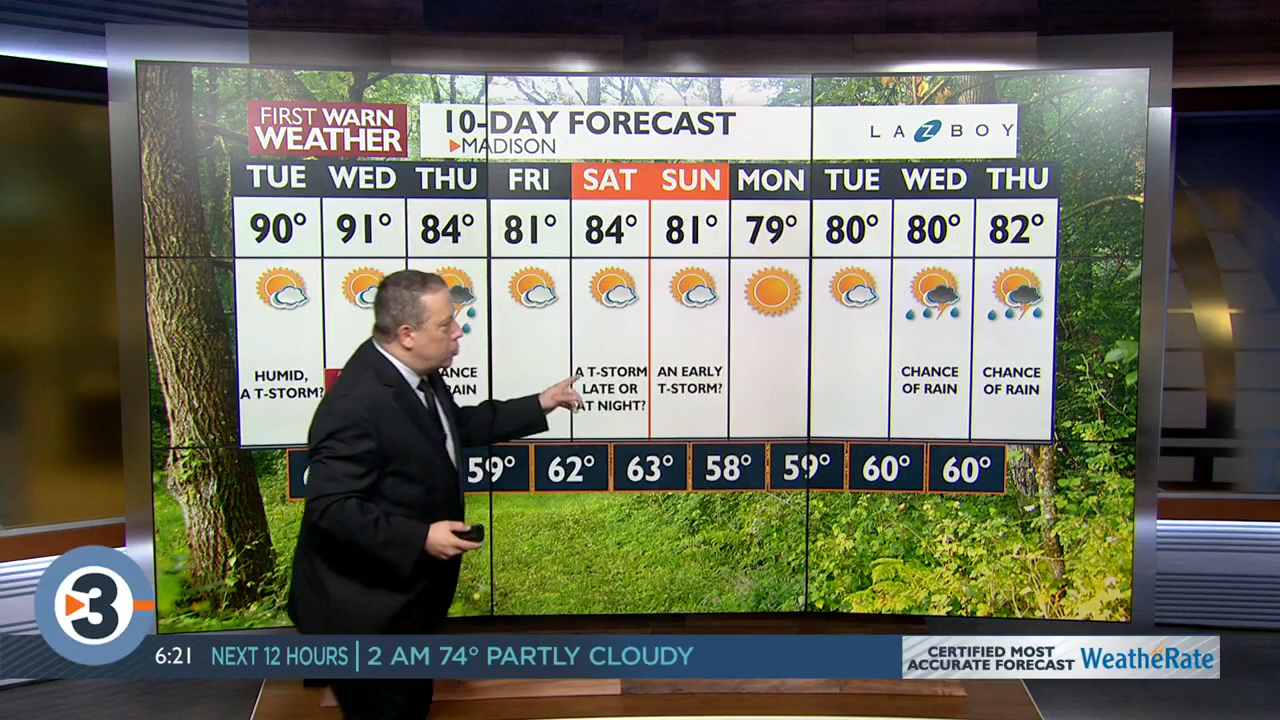 FIRST WARN
WEATHER
10-DAY FORECAST
MADISON
LA Z BOY
TUE WED THU FRI SAT SUN MON TUE WED THU
90° 91° 84° 81° 84° 81° 79° 80° 80° 82°
HUMID,
A T-STORM?
RAIN
A T-STORM
LATE OR
AT NIGHT?
AN EARLY
T-STORM?
CHANCE
OF RAIN
CHANCE
OF RAIN
59° 62° 63° 58° 59° 60° 60°
3
6:21 NEXT 12 HOURS | 2 AM 74° PARTLY CLOUDY
CERTIFIED MOST
ACCURATE FORECAST WeatheRate